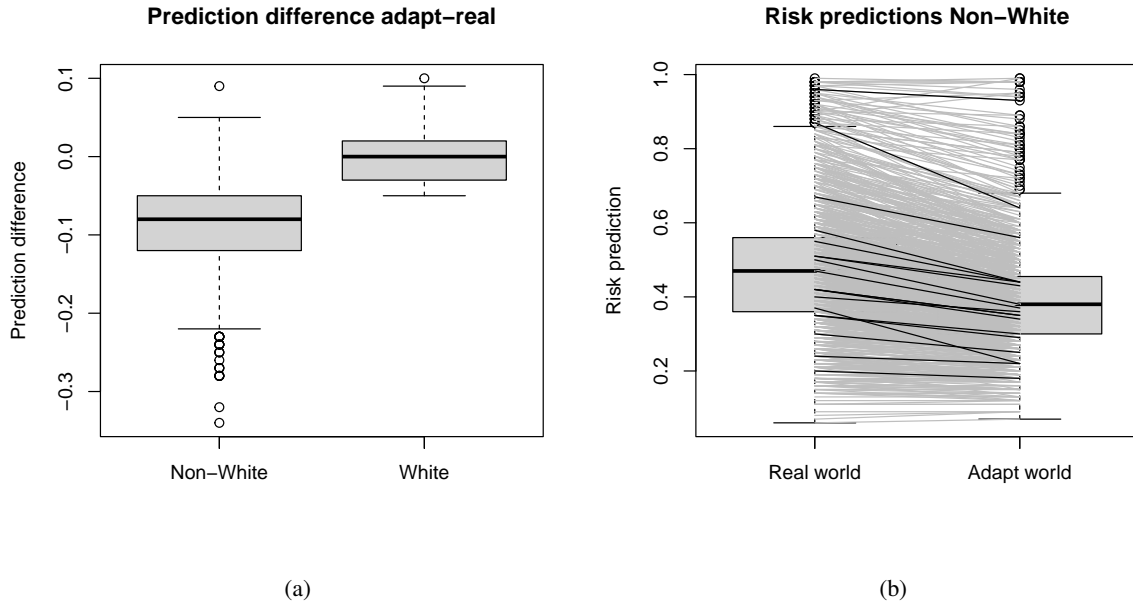 Prediction difference adapt−real
Prediction difference
0.1
0.0
−0.1
−0.2
−0.3
Non−White
White
(a)
Risk predictions Non−White
Risk prediction
1.0
0.8
0.6
0.4
0.2
Real world
Adapt world
(b)